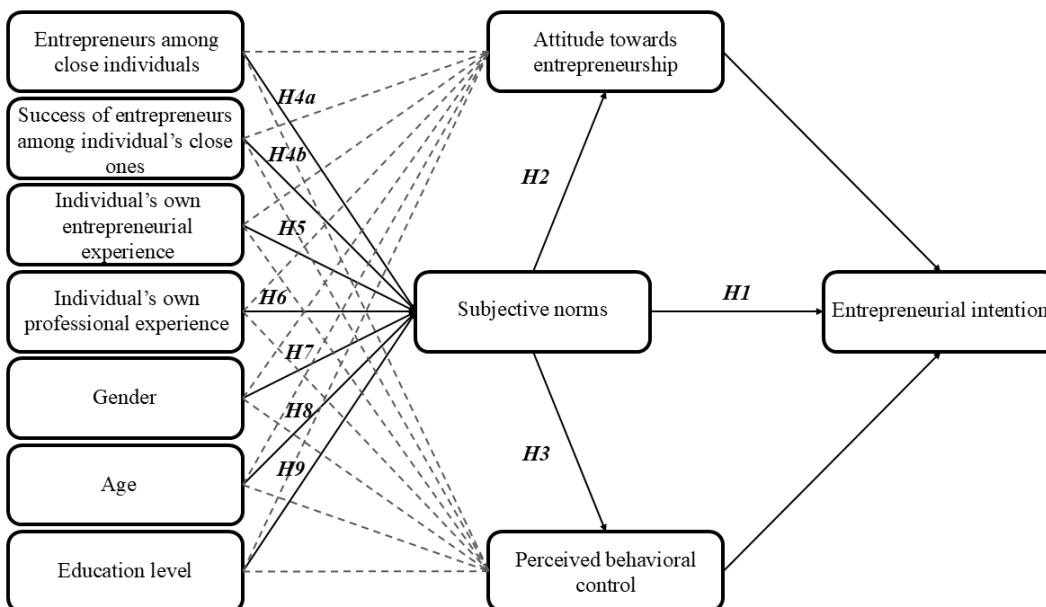 Entrepreneurs among
close individuals
Success of entrepreneurs
among individual's close
ones
Individual's own
entrepreneurial
experience
Individual's own
professional experience
Gender
Age
Education level
H4a
H4b
H5
H6
H7
H8
H9
Attitude towards
entrepreneurship
H2
Subjective norms
H1
Entrepreneurial intention
H3
Perceived behavioral
control